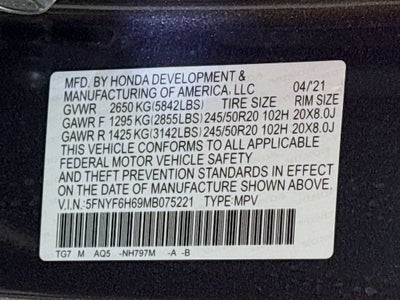 MFD. BY HONDA DEVELOPMENT & 04/'21
MANUFACTURING OF AMERICA, LLC
GVWR 2650 KG(5842LBS) TIRE SIZE RIM SIZE
GAWR F 1295 KG(2855LBS) 245/50R20 102H 20X8.0J
GAWR R 1425 KG(3142LBS) 245/50R20 102H 20X8.0J
THIS VEHICLE CONFORMS TO ALL APPLICABLE
FEDERAL MOTOR VEHICLE SAFETY
AND THEFT PREVENTION STANDARDS IN EFFECT
ON THE DATE OF MANUFACTURE SHOWN ABOVE.
V.I.N.:5FNYF6H69MB075221 TYPE:MPV
TG7 M AQ5 -NH797M -A -B